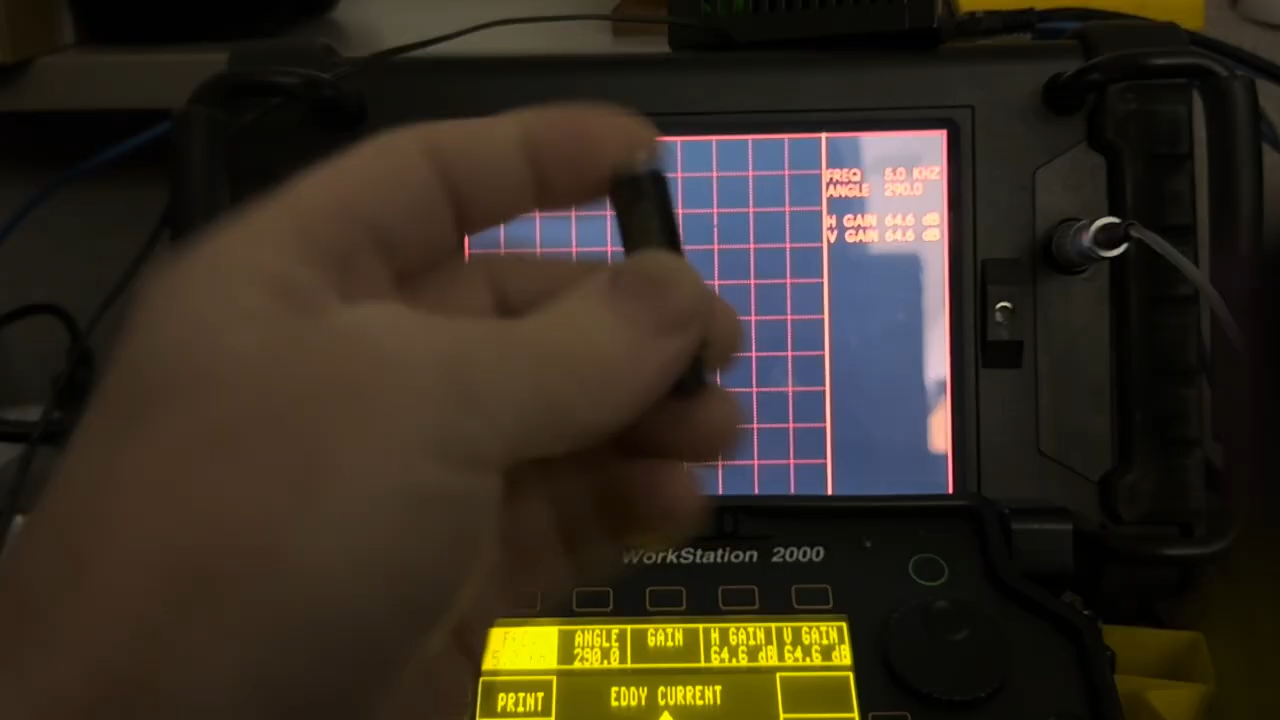 FREQ 5.0 KHZ
ANGLE 290.0
H GAIN 64.6 dB
V GAIN 64.6 dB
WorkStation 2000
FREQ ANGLE GAIN H GAIN V GAIN
290.0 64.6 dB 64.6 dB
PRINT EDDY CURRENT